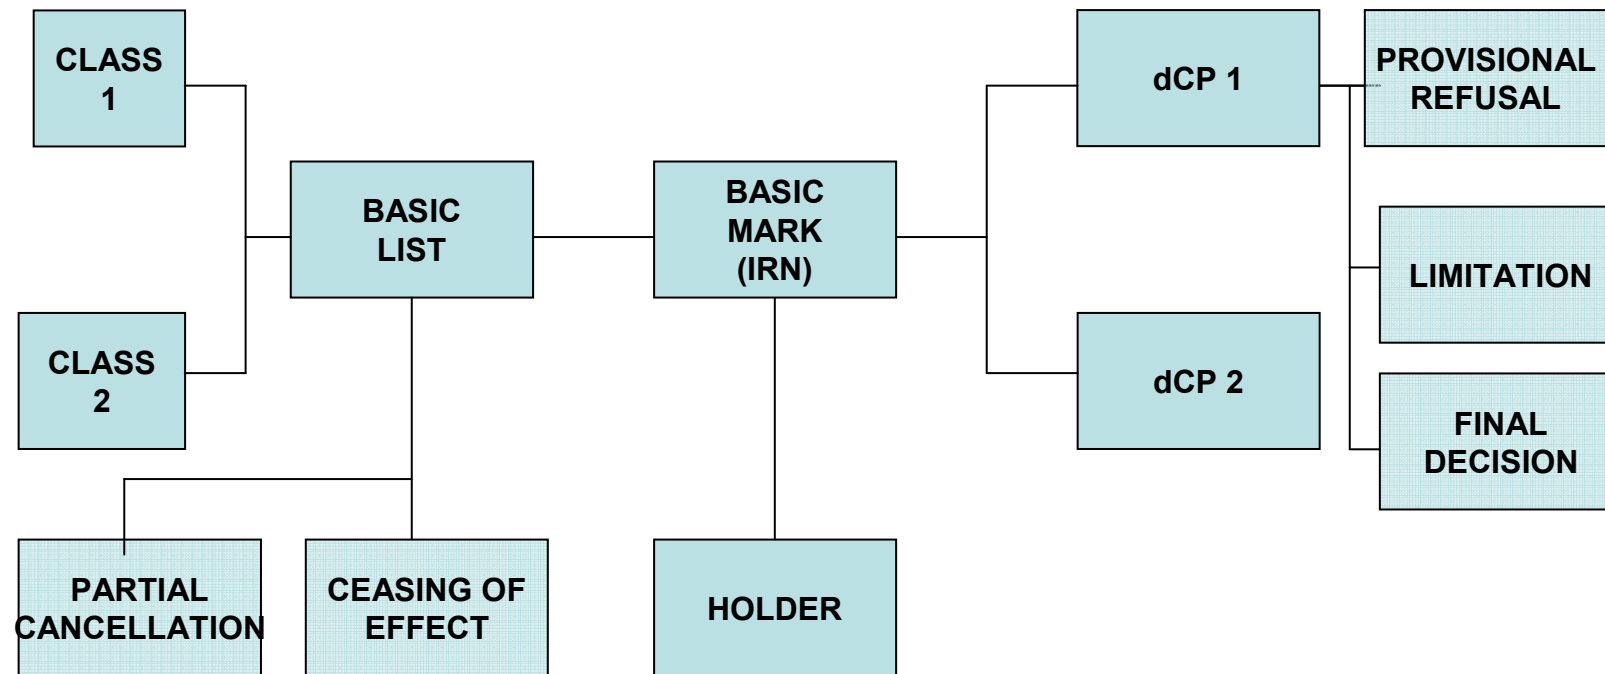 CLASS
1
dCP 1
PROVISIONAL
REFUSAL
BASIC
LIST
BASIC
MARK
(IRN)
LIMITATION
CLASS
2
dCP 2
FINAL
DECISION
PARTIAL
CANCELLATION
CEASING OF
EFFECT
HOLDER